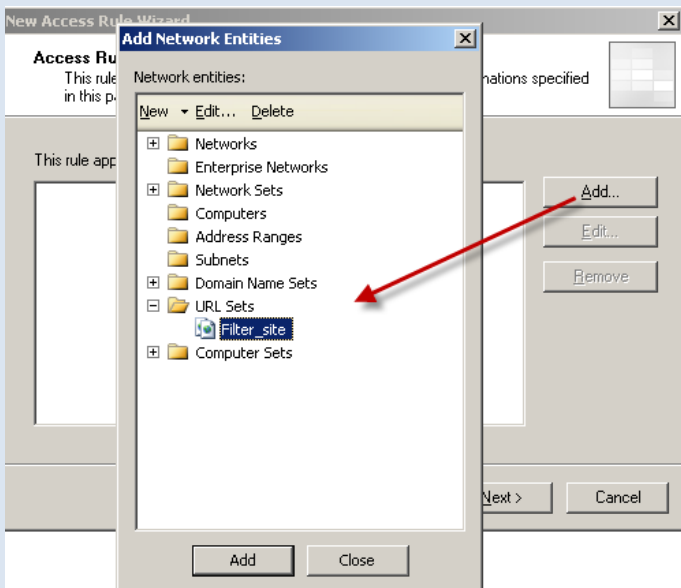 New Access Rule Wizard
Add Network Entities
Access Ru
This rule
nations specified
in this p
Network entities:
New Edit... Delete
Networks
Enterprise Networks
Network Sets
Computers
Address Ranges
Subnets
Domain Name Sets
URL Sets
Filter_site
Computer Sets
This rule app
Add...
Edit...
Remove
Next >
Cancel
Add
Close